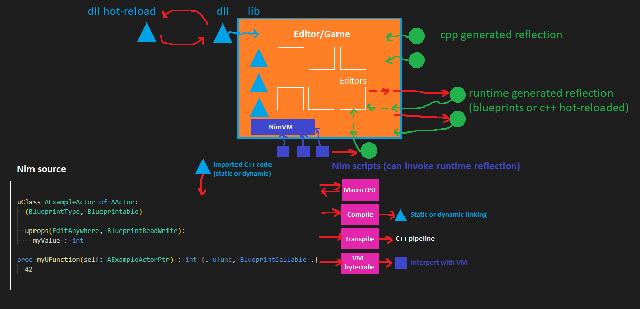 dll hot-reload
dll
lib
Editor/Game
cpp generated reflection
Editors
runtime generated reflection
(blueprints or c++ hot-reloaded)
NimVM
Imported C++ code
(static or dynamic)
Nim scripts (can invoke runtime reflection)
Nim source
Macro DSL
uClass AExampleActor of AActor:
(BlueprintType, Blueprintable)
Compile
Static or dynamic linking
uprops(EditAnywhere, BlueprintReadWrite):
myValue : int
Transpile
C++ pipeline
proc myUFunction(self: AExampleActorPtr) : int {. ufunc, BlueprintCallable .}
42
VM
bytecode
Interpert with VM